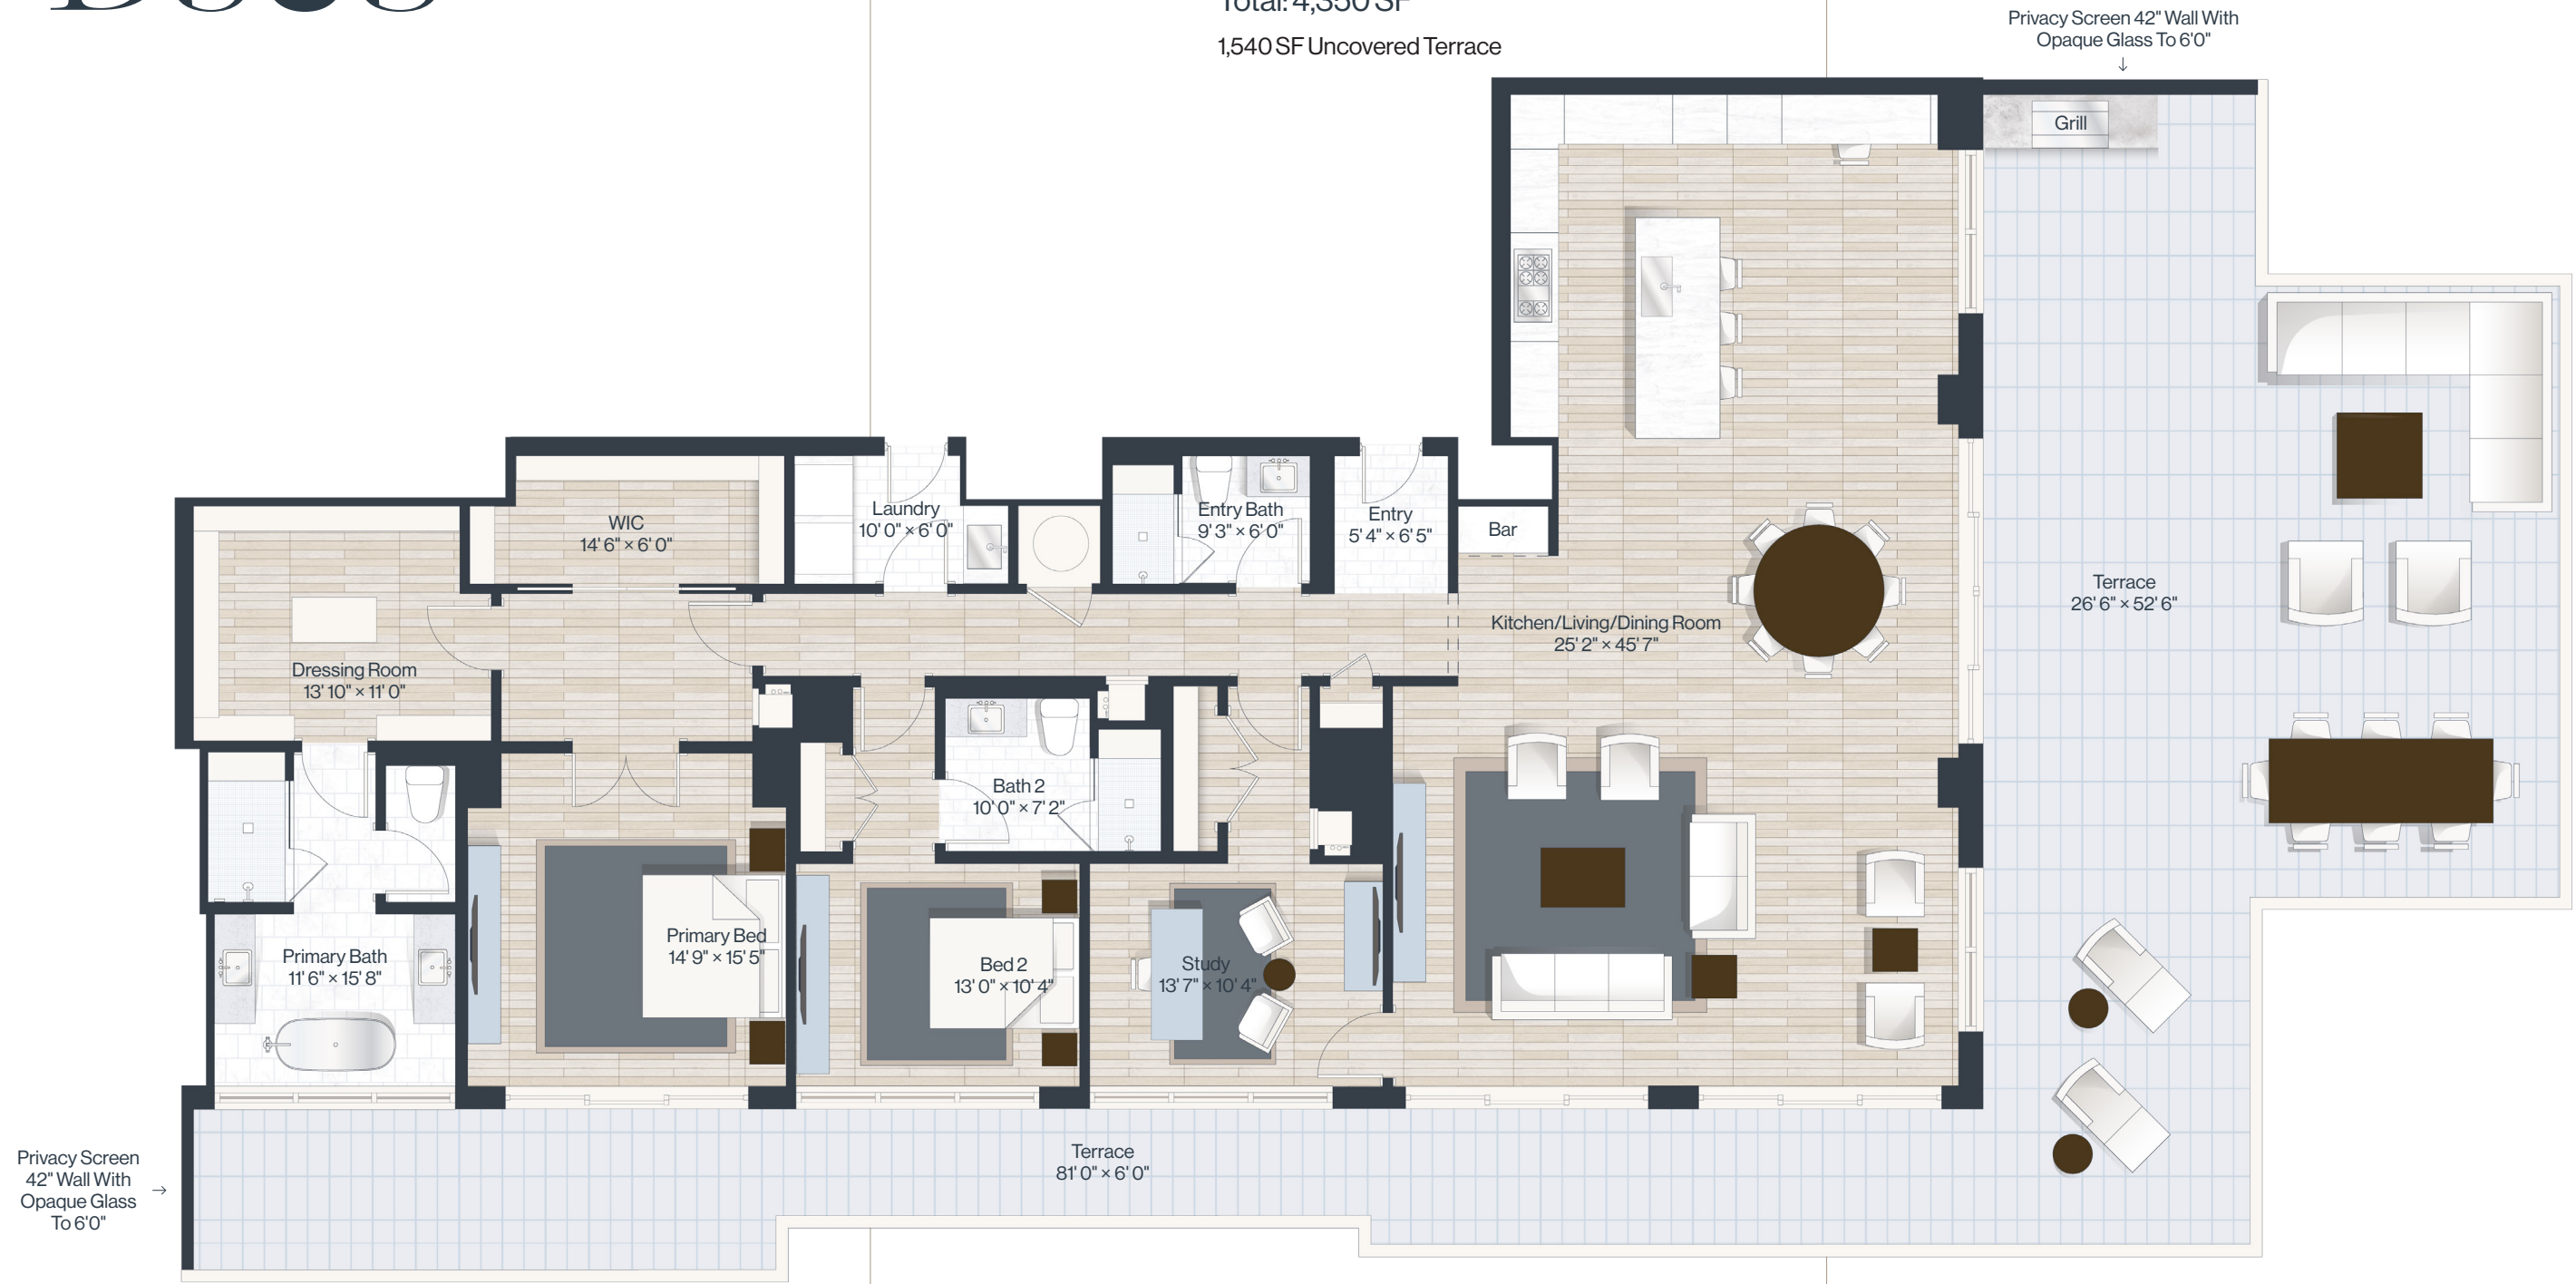 Total: 4,350 SF
1,540 SF Uncovered Terrace
Privacy Screen 42" Wall With
Opaque Glass To 6'0"
↓
Grill
WIC
14' 6" × 6' 0"
Laundry
10' 0" × 6' 0"
Entry Bath
9' 3" × 6' 0"
Entry
5' 4" × 6' 5"
Bar
Kitchen/Living/Dining Room
25' 2" × 45' 7"
Terrace
26' 6" × 52' 6"
Dressing Room
13' 10" × 11' 0"
Bath 2
10' 0" × 7' 2"
Primary Bath
11' 6" × 15' 8"
Primary Bed
14' 9" × 15' 5"
Bed 2
13' 0" × 10' 4"
Study
13' 7" × 10' 4"
Terrace
81' 0" × 6' 0"
Privacy Screen
42" Wall With
Opaque Glass →
To 6'0"